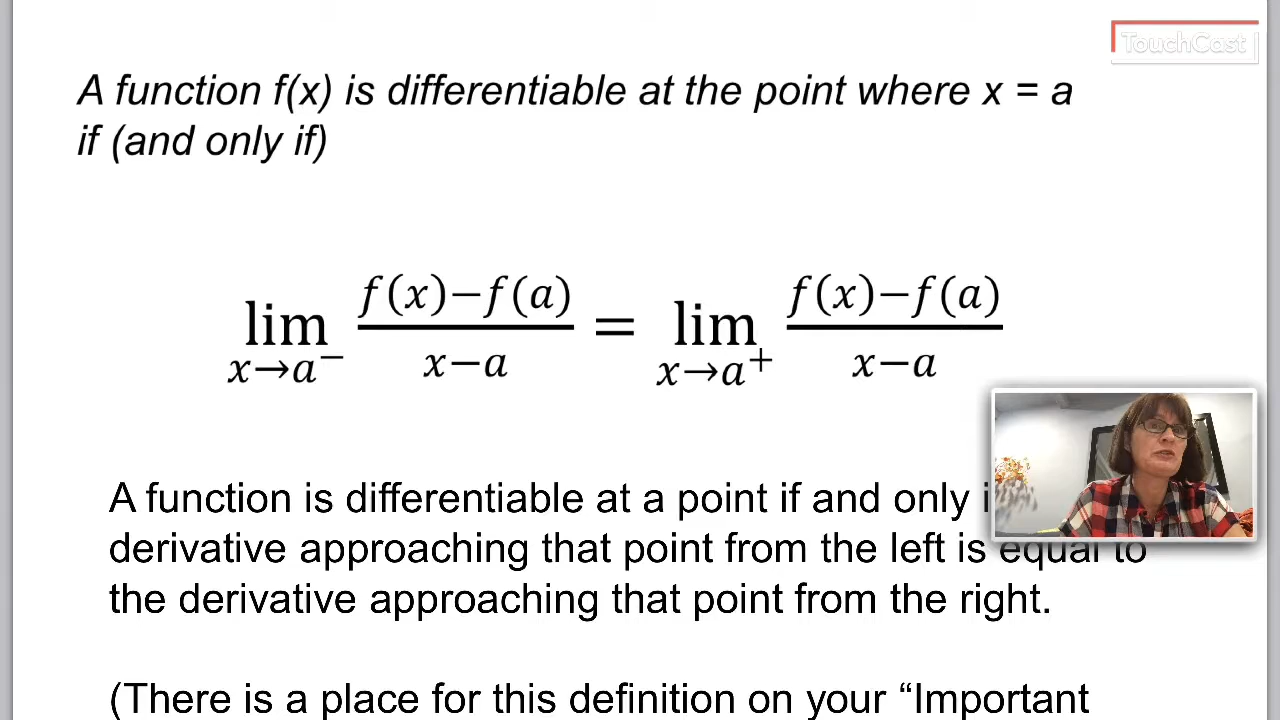 TouchCast
A function f(x) is differentiable at the point where x = a
if (and only if)
lim x→a⁻ f(x)−f(a) / x−a = lim x→a⁺ f(x)−f(a) / x−a
A function is differentiable at a point if and only
derivative approaching that point from the left is equal to
the derivative approaching that point from the right.
(There is a place for this definition on your “Important